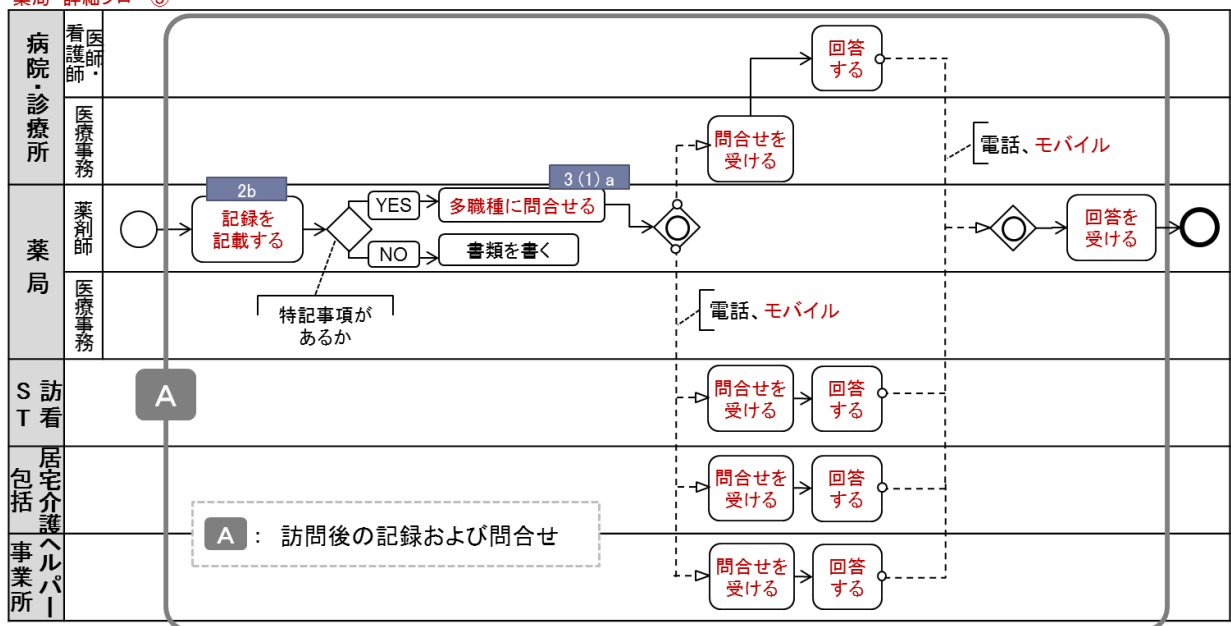 病院・診療所
看護師・
医師
回答
する
医療事務
問合せを
受ける
電話、モバイル
薬局
薬剤師
2b
記録を
記載する
YES
3 (1) a
多職種に問合せる
NO
書類を書く
回答を
受ける
医療事務
特記事項が
あるか
電話、モバイル
訪看
ST
A
問合せを
受ける
回答
する
居宅介護
包括
問合せを
受ける
回答
する
A : 訪問後の記録および問合せ
ヘルパー
事業所
問合せを
受ける
回答
する